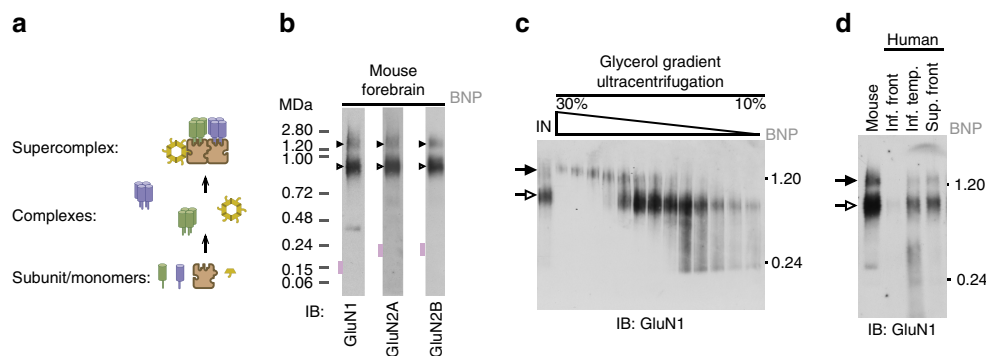 a
Supercomplex:
Complexes:
Subunit/monomers:
b
Mouse
forebrain
BNP
MDa
2.80
1.20
1.00
0.72
0.48
0.24
0.15
0.06
IB:
GluN1
GluN2A
GluN2B
c
Glycerol gradient
ultracentrifugation
30%
10%
IN
BNP
1.20
0.24
IB: GluN1
d
Human
Mouse
Inf. front
Inf. temp.
Sup. front
BNP
1.20
0.24
IB: GluN1